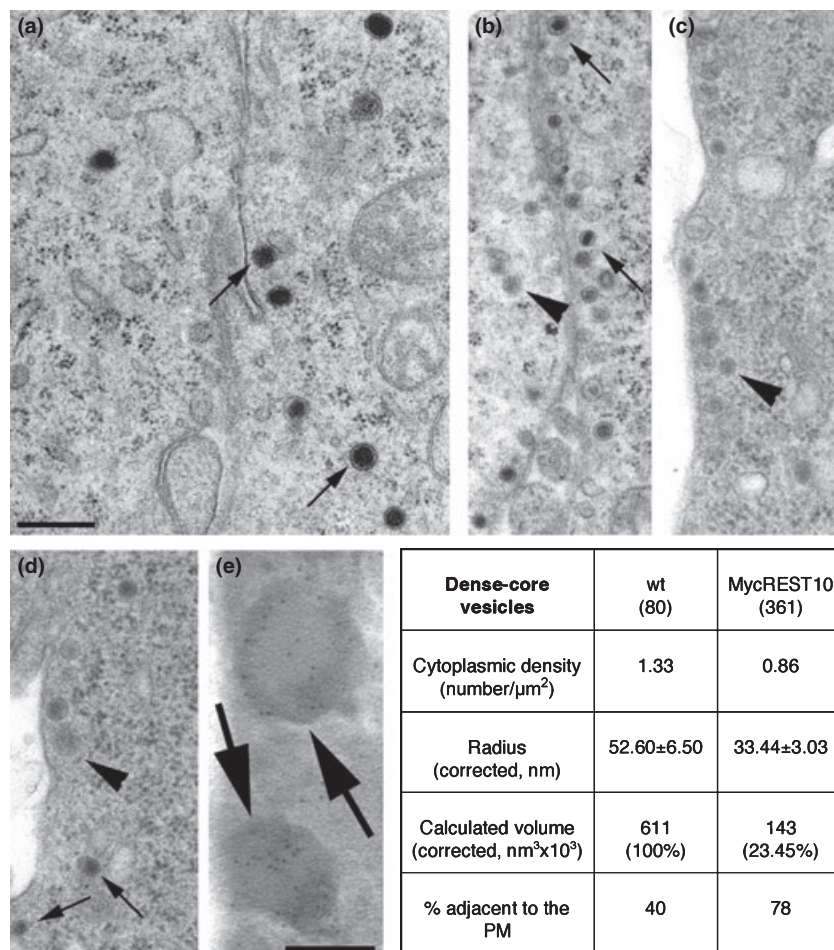 (a)
(b)
(c)
(d)
(e)
Dense-core
vesicles
wt
(80)
MycREST10
(361)
Cytoplasmic density
(number/µm²)
1.33
0.86
Radius
(corrected, nm)
52.60±6.50
33.44±3.03
Calculated volume
(corrected, nm³x10³)
611
(100%)
143
(23.45%)
% adjacent to the
PM
40
78